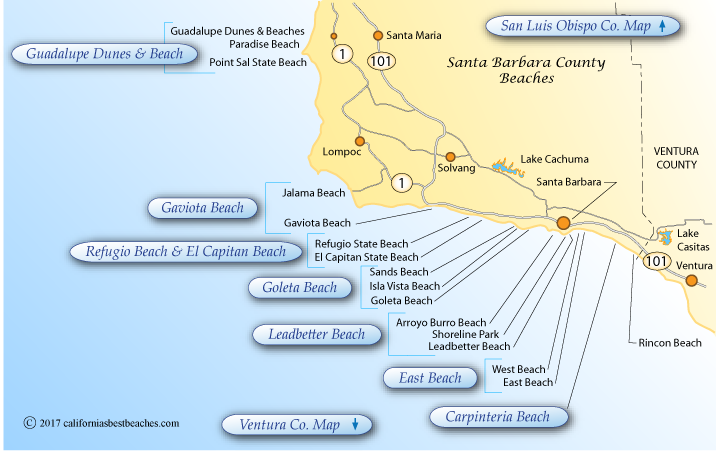 San Luis Obispo Co. Map
Guadalupe Dunes & Beaches
Paradise Beach
Guadalupe Dunes & Beach
Point Sal State Beach
Santa Maria
1
101
Santa Barbara County
Beaches
Lompoc
Solvang
Lake Cachuma
VENTURA
COUNTY
1
Santa Barbara
Jalama Beach
Gaviota Beach
Gaviota Beach
Refugio State Beach
El Capitan State Beach
Refugio Beach & El Capitan Beach
Lake
Casitas
101
Ventura
Sands Beach
Isla Vista Beach
Goleta Beach
Goleta Beach
Arroyo Burro Beach
Shoreline Park
Leadbetter Beach
Leadbetter Beach
Rincon Beach
West Beach
East Beach
East Beach
Carpinteria Beach
© 2017 californiasbestbeaches.com
Ventura Co. Map